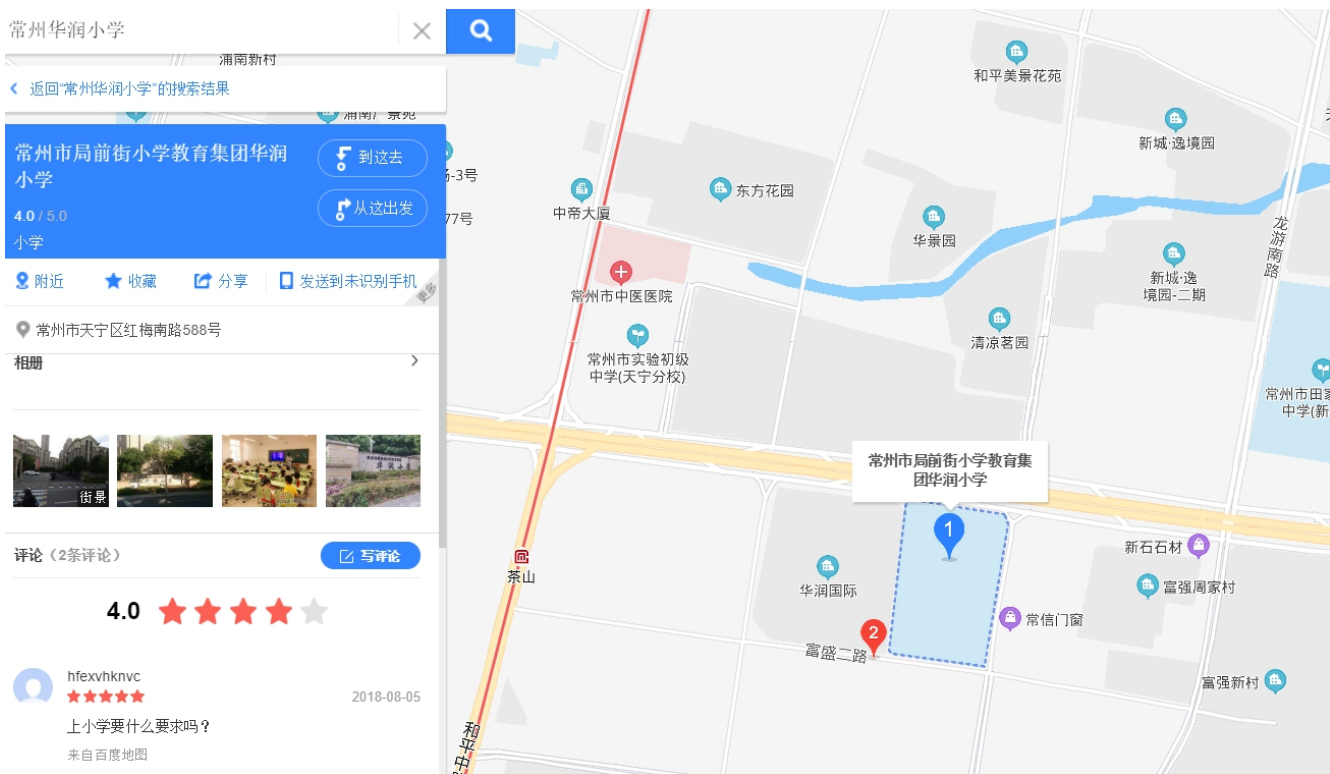 常州华润小学
浦南新村
返回"常州华润小学"的搜索结果
常州市局前街小学教育集团华润
小学
到这去
4.0 / 5.0
从这出发
小学
附近
收藏
分享
发送到未识别手机
更多
常州市天宁区红梅南路588号
相册
街景
华润小学
评论（2条评论）
写评论
4.0
hfexvhknvc
2018-08-05
上小学要什么要求吗？
来自百度地图
-3号
77号
和平美景花苑
新城·逸境园
东方花园
中帝大厦
华景园
龙游南路
新城·逸
境园-二期
常州市中医医院
清凉茗园
常州市实验初级
中学(天宁分校)
常州市田家
中学(新
常州市局前街小学教育集
团华润小学
1
新石石材
茶山
华润国际
富强周家村
常信门窗
2
富盛二路
富强新村
和平中